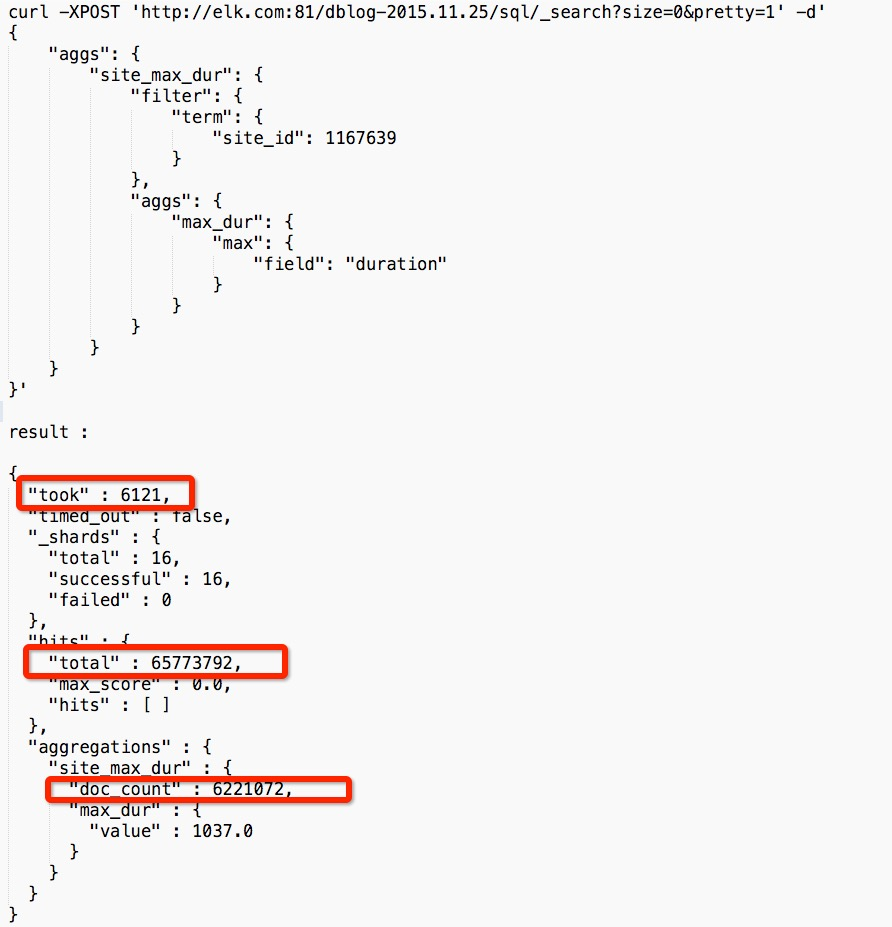 curl -XPOST 'http://elk.com:81/dblog-2015.11.25/sql/_search?size=0&pretty=1' -d'
{
    "aggs": {
        "site_max_dur": {
            "filter": {
                "term": {
                    "site_id": 1167639
                }
            },
            "aggs": {
                "max_dur": {
                    "max": {
                        "field": "duration"
                    }
                }
            }
        }
    }
}'
result :
{
  "took" : 6121,
  "timed_out" : false,
  "_shards" : {
    "total" : 16,
    "successful" : 16,
    "failed" : 0
  },
  "hits" : {
    "total" : 65773792,
    "max_score" : 0.0,
    "hits" : [ ]
  },
  "aggregations" : {
    "site_max_dur" : {
      "doc_count" : 6221072,
      "max_dur" : {
        "value" : 1037.0
      }
    }
  }
}